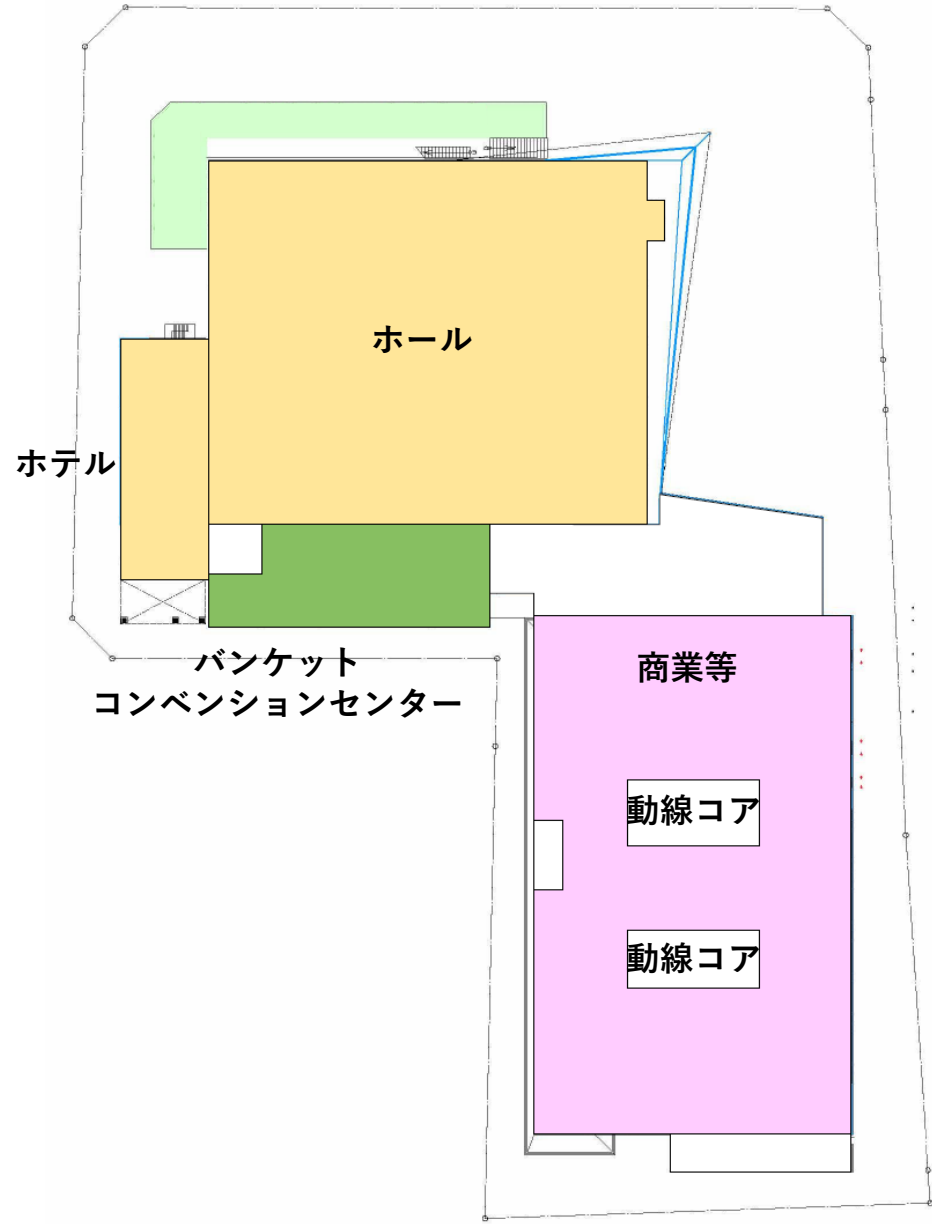 ホール
ホテル
バンケット
コンベンションセンター
商業等
動線コア
動線コア